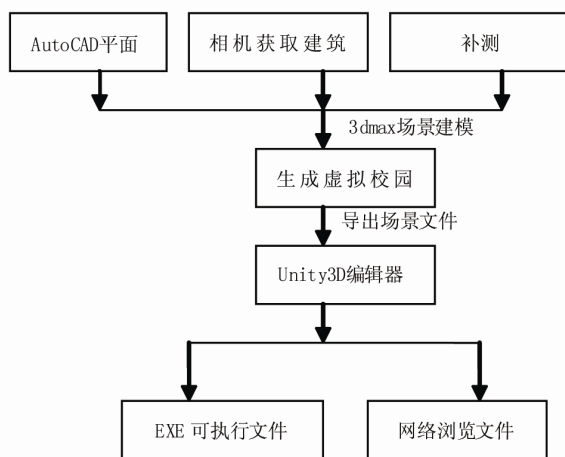 AutoCAD平面
相机获取建筑
补测
3dmax场景建模
生成虚拟校园
导出场景文件
Unity3D编辑器
EXE 可执行文件
网络浏览文件